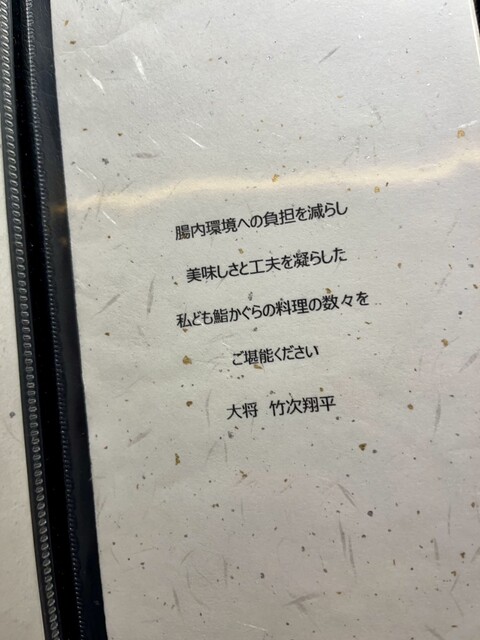 腸内環境への負担を減らし
美味しさと工夫を凝らした
私ども鮨かぐらの料理の数々を
ご堪能ください
大将 竹次翔平